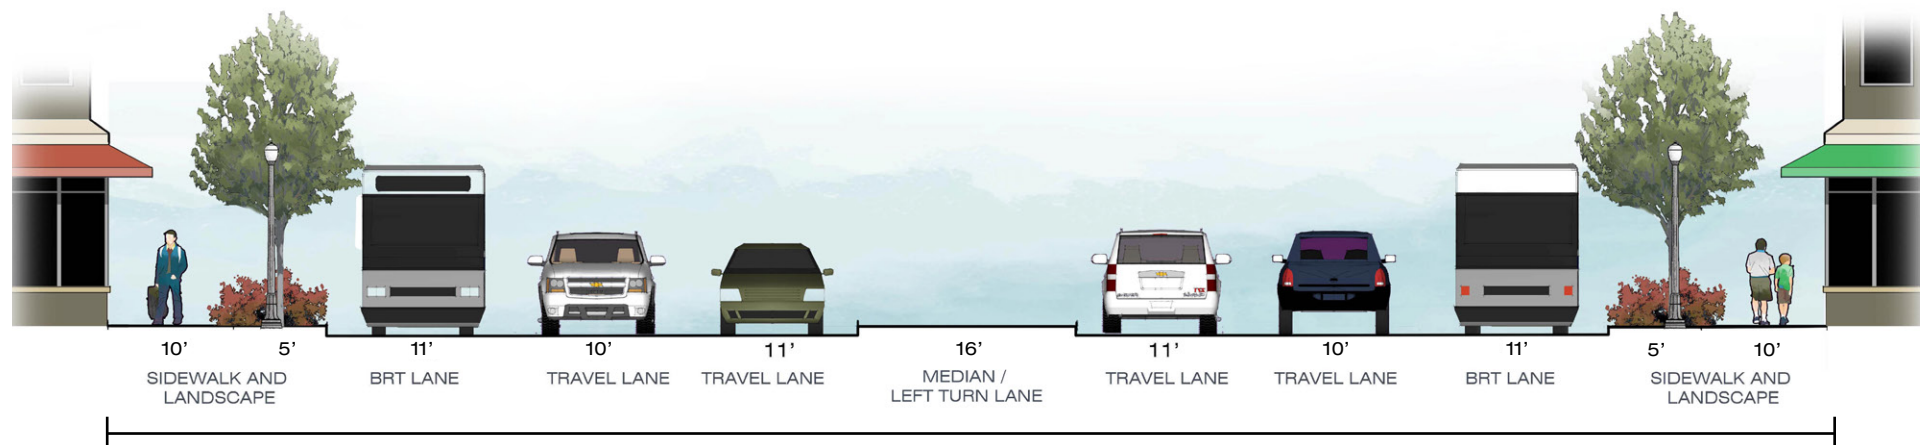 10’ 5’ 11’ 10’ 11’ 16’ 11’ 10’ 11’ 5’ 10’
SIDEWALK AND
LANDSCAPE
BRT LANE
TRAVEL LANE
TRAVEL LANE
MEDIAN /
LEFT TURN LANE
TRAVEL LANE
TRAVEL LANE
BRT LANE
SIDEWALK AND
LANDSCAPE